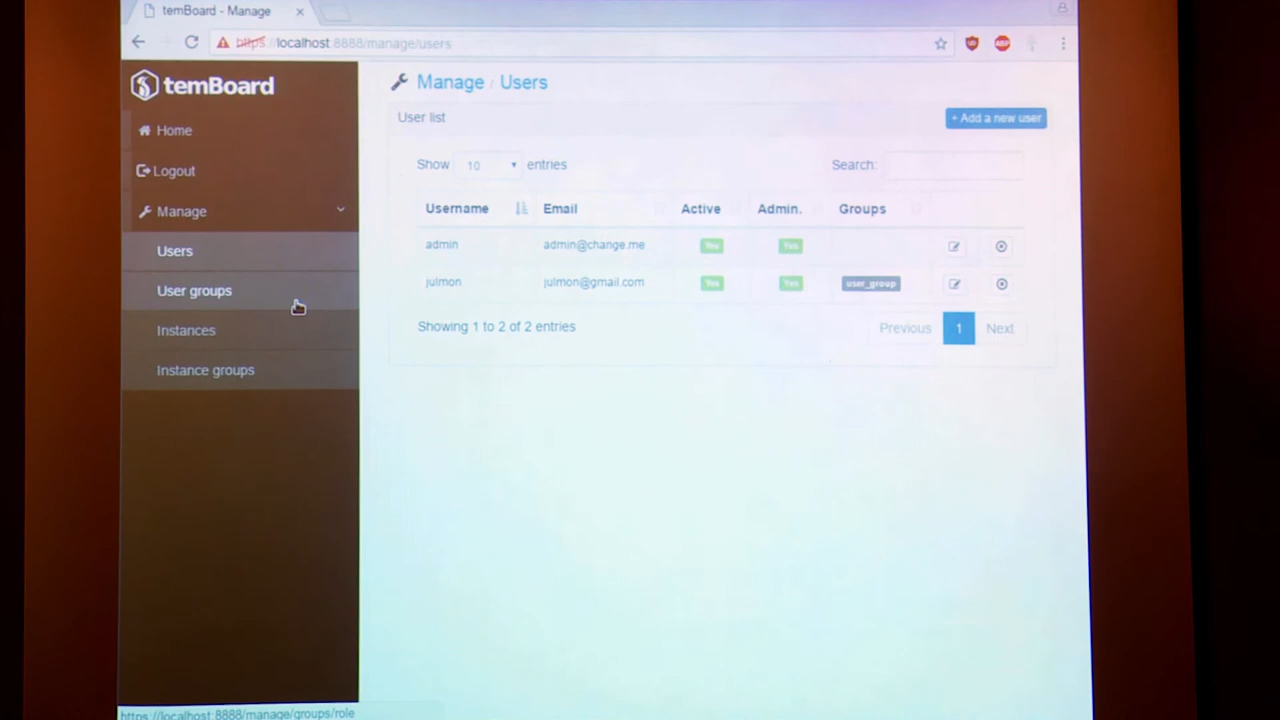 temBoard - Manage
https://localhost:8888/manage/users
temBoard
Home
Logout
Manage
Users
User groups
Instances
Instance groups
Manage / Users
User list
+ Add a new user
Show 10 entries
Search:
Username Email Active Admin. Groups
admin admin@change.me Yes Yes
julmon julmon@gmail.com Yes Yes user_group
Showing 1 to 2 of 2 entries
Previous 1 Next
https://localhost:8888/manage/groups/role